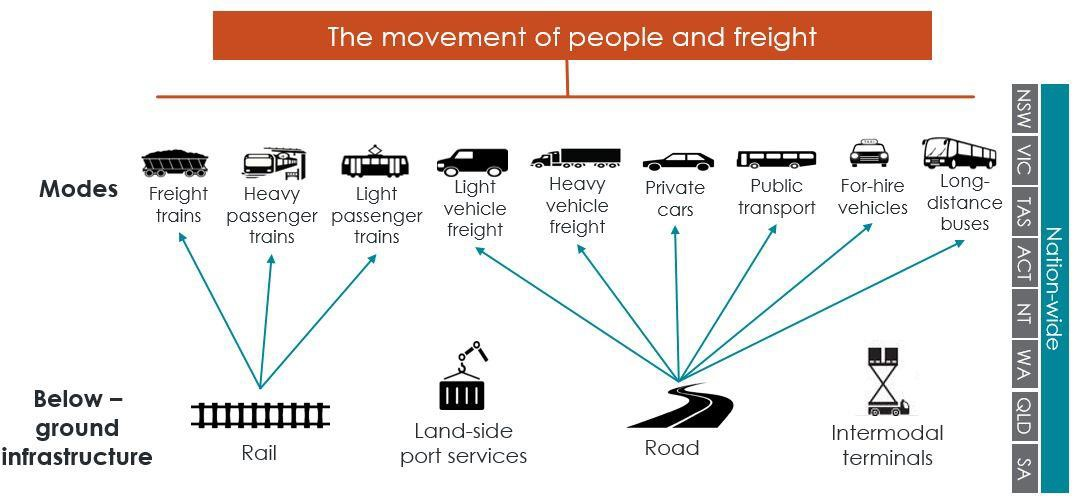 The movement of people and freight
Modes
Freight
trains
Heavy
passenger
trains
Light
passenger
trains
Light
vehicle
freight
Heavy
vehicle
freight
Private
cars
Public
transport
For-hire
vehicles
Long-
distance
buses
Below –
ground
infrastructure
Rail
Land-side
port services
Road
Intermodal
terminals
NSW
VIC
TAS
ACT
NT
WA
QLD
SA
Nation-wide